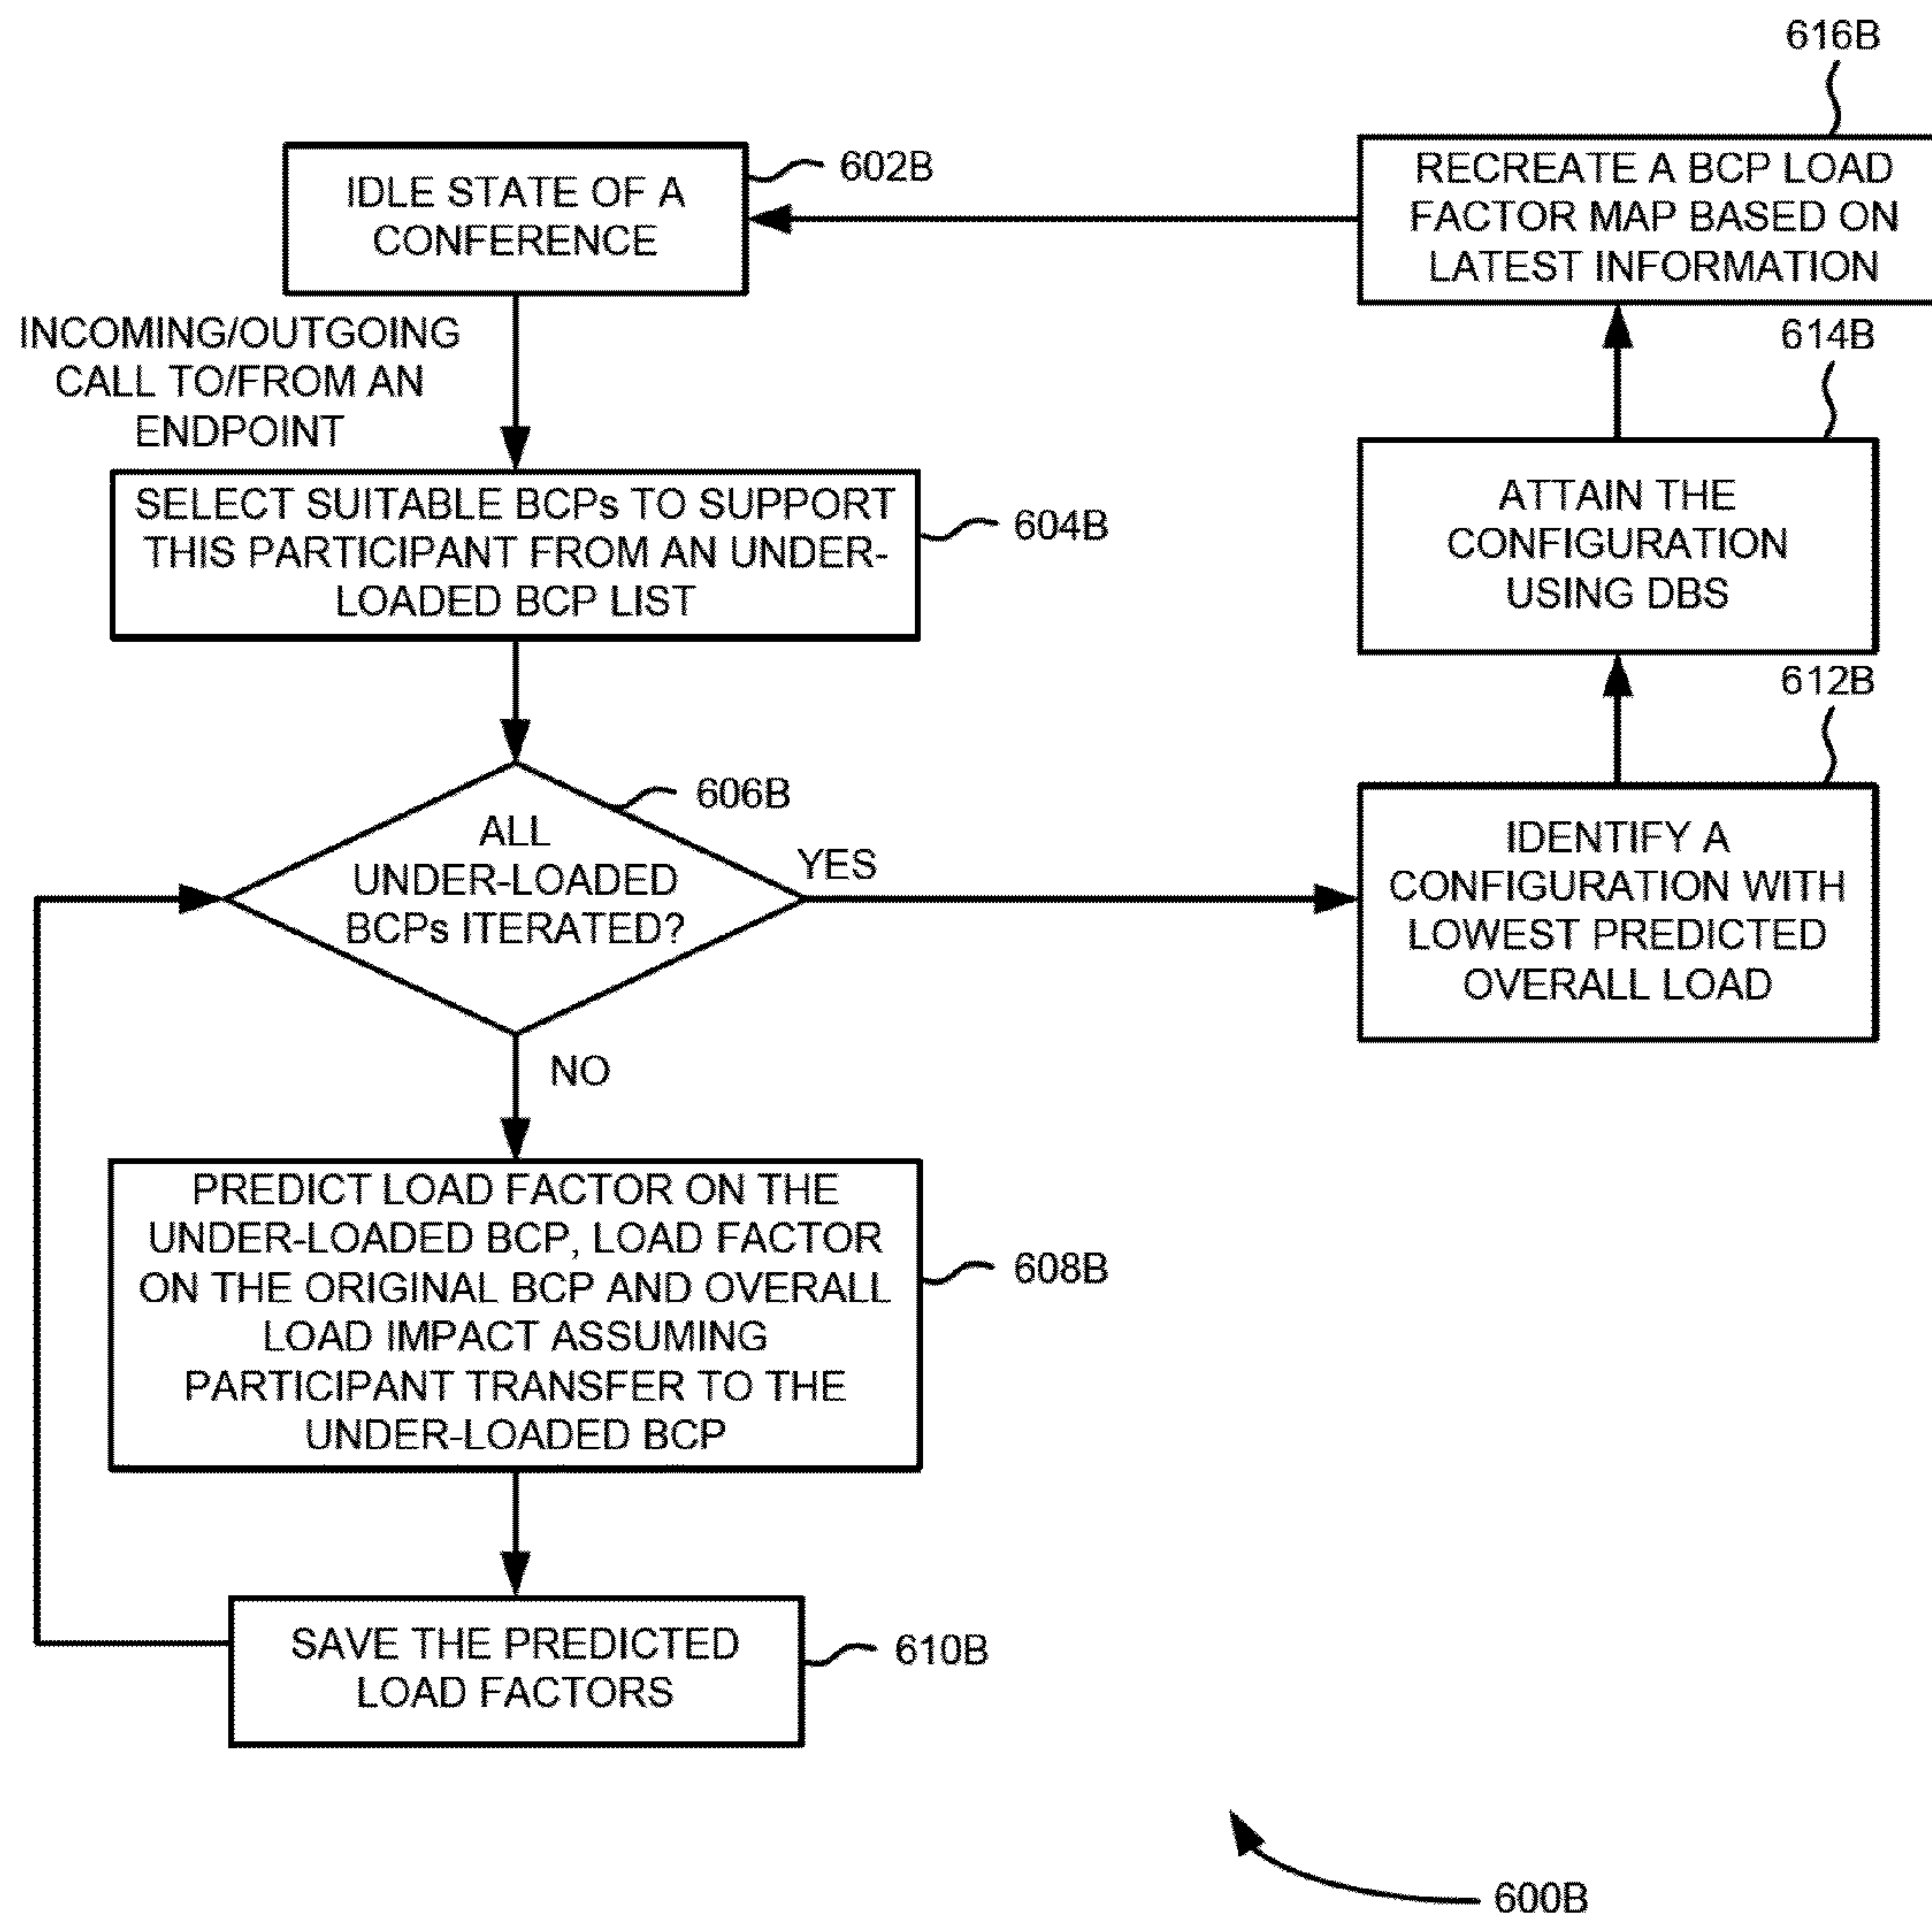 616B
IDLE STATE OF A
CONFERENCE
602B
RECREATE A BCP LOAD
FACTOR MAP BASED ON
LATEST INFORMATION
INCOMING/OUTGOING
CALL TO/FROM AN
ENDPOINT
614B
SELECT SUITABLE BCPs TO SUPPORT
THIS PARTICIPANT FROM AN UNDER-
LOADED BCP LIST
604B
ATTAIN THE
CONFIGURATION
USING DBS
612B
606B
ALL
UNDER-LOADED
BCPs ITERATED?
YES
IDENTIFY A
CONFIGURATION WITH
LOWEST PREDICTED
OVERALL LOAD
NO
PREDICT LOAD FACTOR ON THE
UNDER-LOADED BCP, LOAD FACTOR
ON THE ORIGINAL BCP AND OVERALL
LOAD IMPACT ASSUMING
PARTICIPANT TRANSFER TO THE
UNDER-LOADED BCP
608B
SAVE THE PREDICTED
LOAD FACTORS
610B
600B